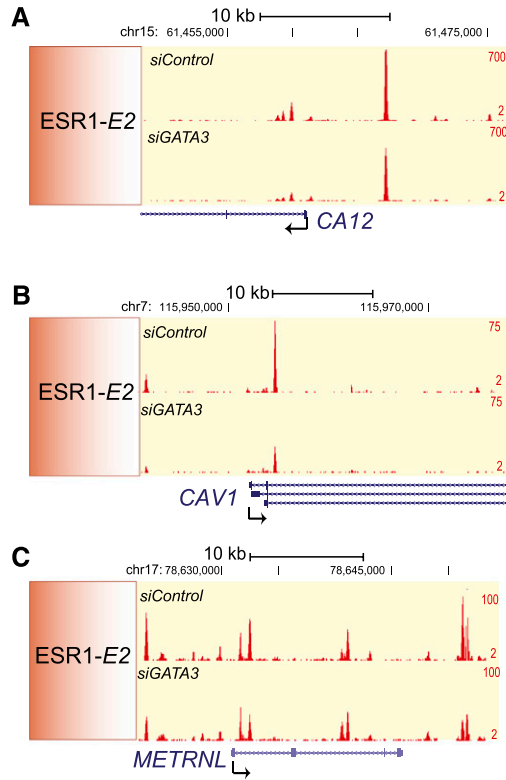 A
10 kb
chr15: 61,455,000 61,475,000
siControl
700
ESR1-E2
2
siGATA3
700
2
CA12
B
10 kb
chr7: 115,950,000 115,970,000
siControl
75
2
ESR1-E2
siGATA3
75
2
CAV1
C
10 kb
chr17: 78,630,000 78,645,000
siControl
100
ESR1-E2
2
siGATA3
100
2
METRNL